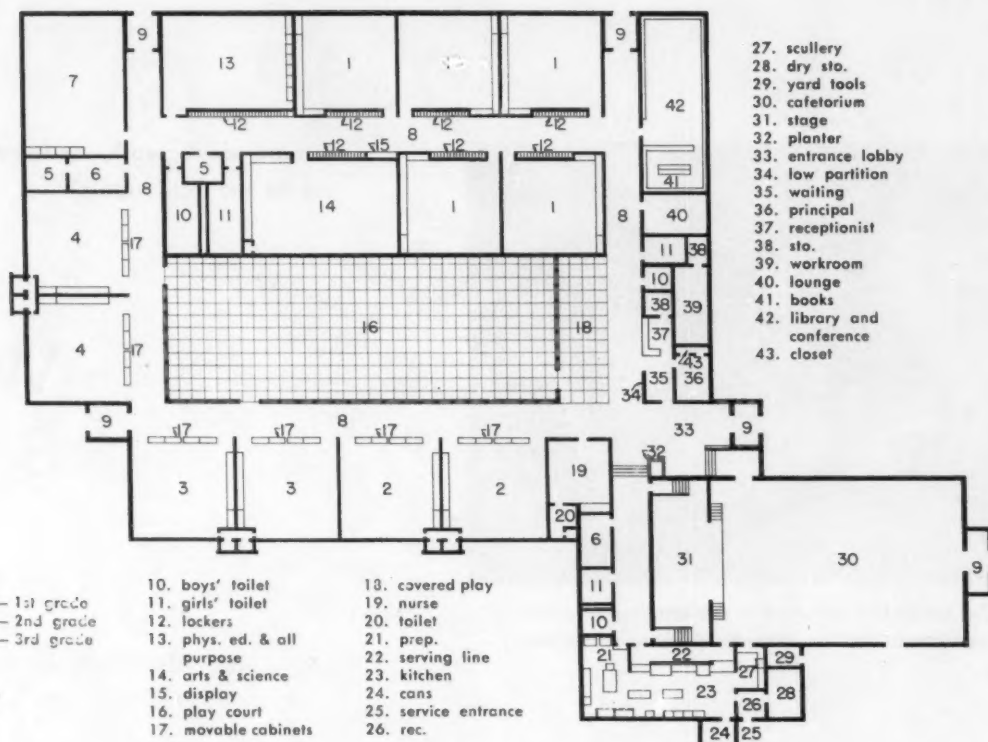 9
9
7
13
1
1
1
42
12
12
12
12
8
12
15
12
12
5
6
5
8
10
11
14
1
1
8
41
40
4
17
11
38
10
38
39
16
18
37
4
17
43
35
36
34
9
8
33
9
17
17
17
17
32
3
3
2
2
19
20
6
31
30
9
11
10
21
22
27
29
23
26
28
24
25
27. scullery
28. dry sto.
29. yard tools
30. cafetorium
31. stage
32. planter
33. entrance lobby
34. low partition
35. waiting
36. principal
37. receptionist
38. sto.
39. workroom
40. lounge
41. books
42. library and
conference
43. closet
— 1st grade
— 2nd grade
— 3rd grade
10. boys' toilet
11. girls' toilet
12. lockers
13. phys. ed. & all
purpose
14. arts & science
15. display
16. play court
17. movable cabinets
18. covered play
19. nurse
20. toilet
21. prep.
22. serving line
23. kitchen
24. cans
25. service entrance
26. rec.